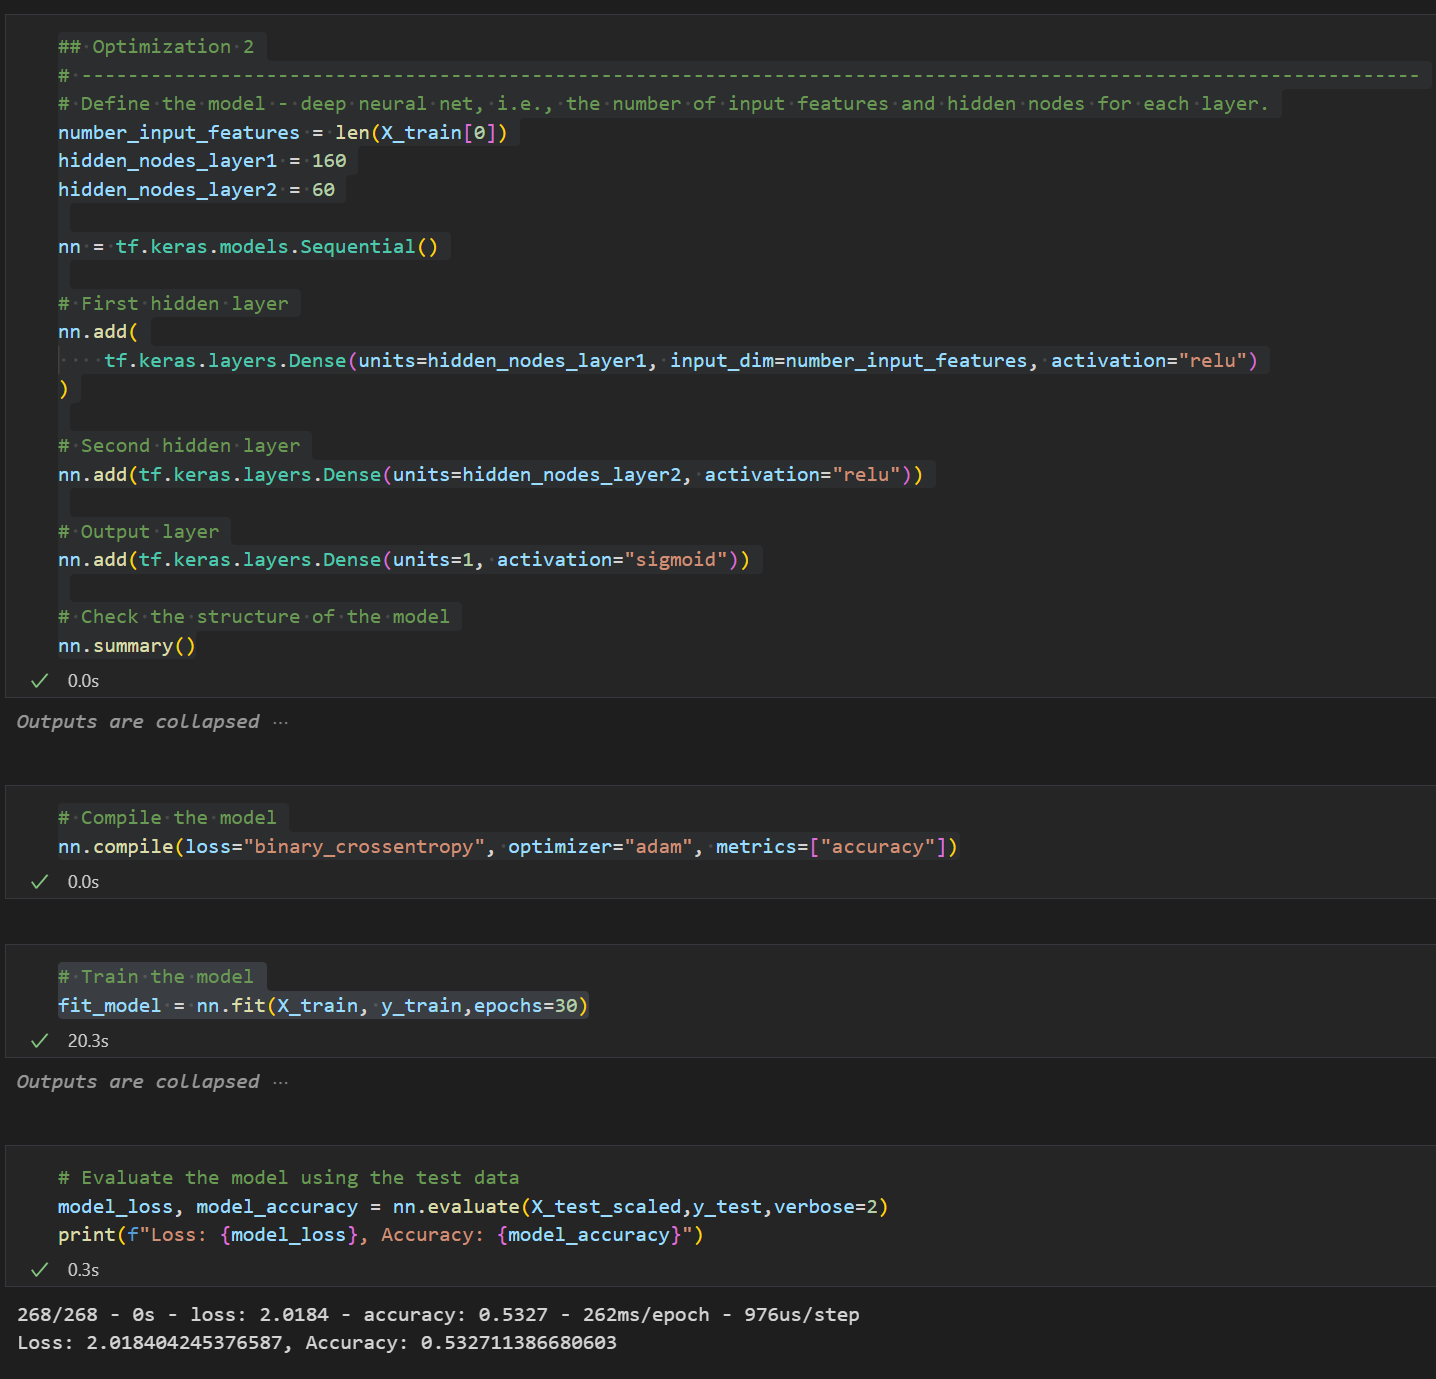 ## Optimization 2
# --------------------------------------------------------------------------------------------------------------------
# Define the model - deep neural net, i.e., the number of input features and hidden nodes for each layer.
number_input_features = len(X_train[0])
hidden_nodes_layer1 = 160
hidden_nodes_layer2 = 60
nn = tf.keras.models.Sequential()
# First hidden layer
nn.add(
    tf.keras.layers.Dense(units=hidden_nodes_layer1, input_dim=number_input_features, activation="relu")
)
# Second hidden layer
nn.add(tf.keras.layers.Dense(units=hidden_nodes_layer2, activation="relu"))
# Output layer
nn.add(tf.keras.layers.Dense(units=1, activation="sigmoid"))
# Check the structure of the model
nn.summary()
0.0s
Outputs are collapsed ...
# Compile the model
nn.compile(loss="binary_crossentropy", optimizer="adam", metrics=["accuracy"])
0.0s
# Train the model
fit_model = nn.fit(X_train, y_train,epochs=30)
20.3s
Outputs are collapsed ...
# Evaluate the model using the test data
model_loss, model_accuracy = nn.evaluate(X_test_scaled,y_test,verbose=2)
print(f"Loss: {model_loss}, Accuracy: {model_accuracy}")
0.3s
268/268 - 0s - loss: 2.0184 - accuracy: 0.5327 - 262ms/epoch - 976us/step
Loss: 2.018404245376587, Accuracy: 0.532711386680603